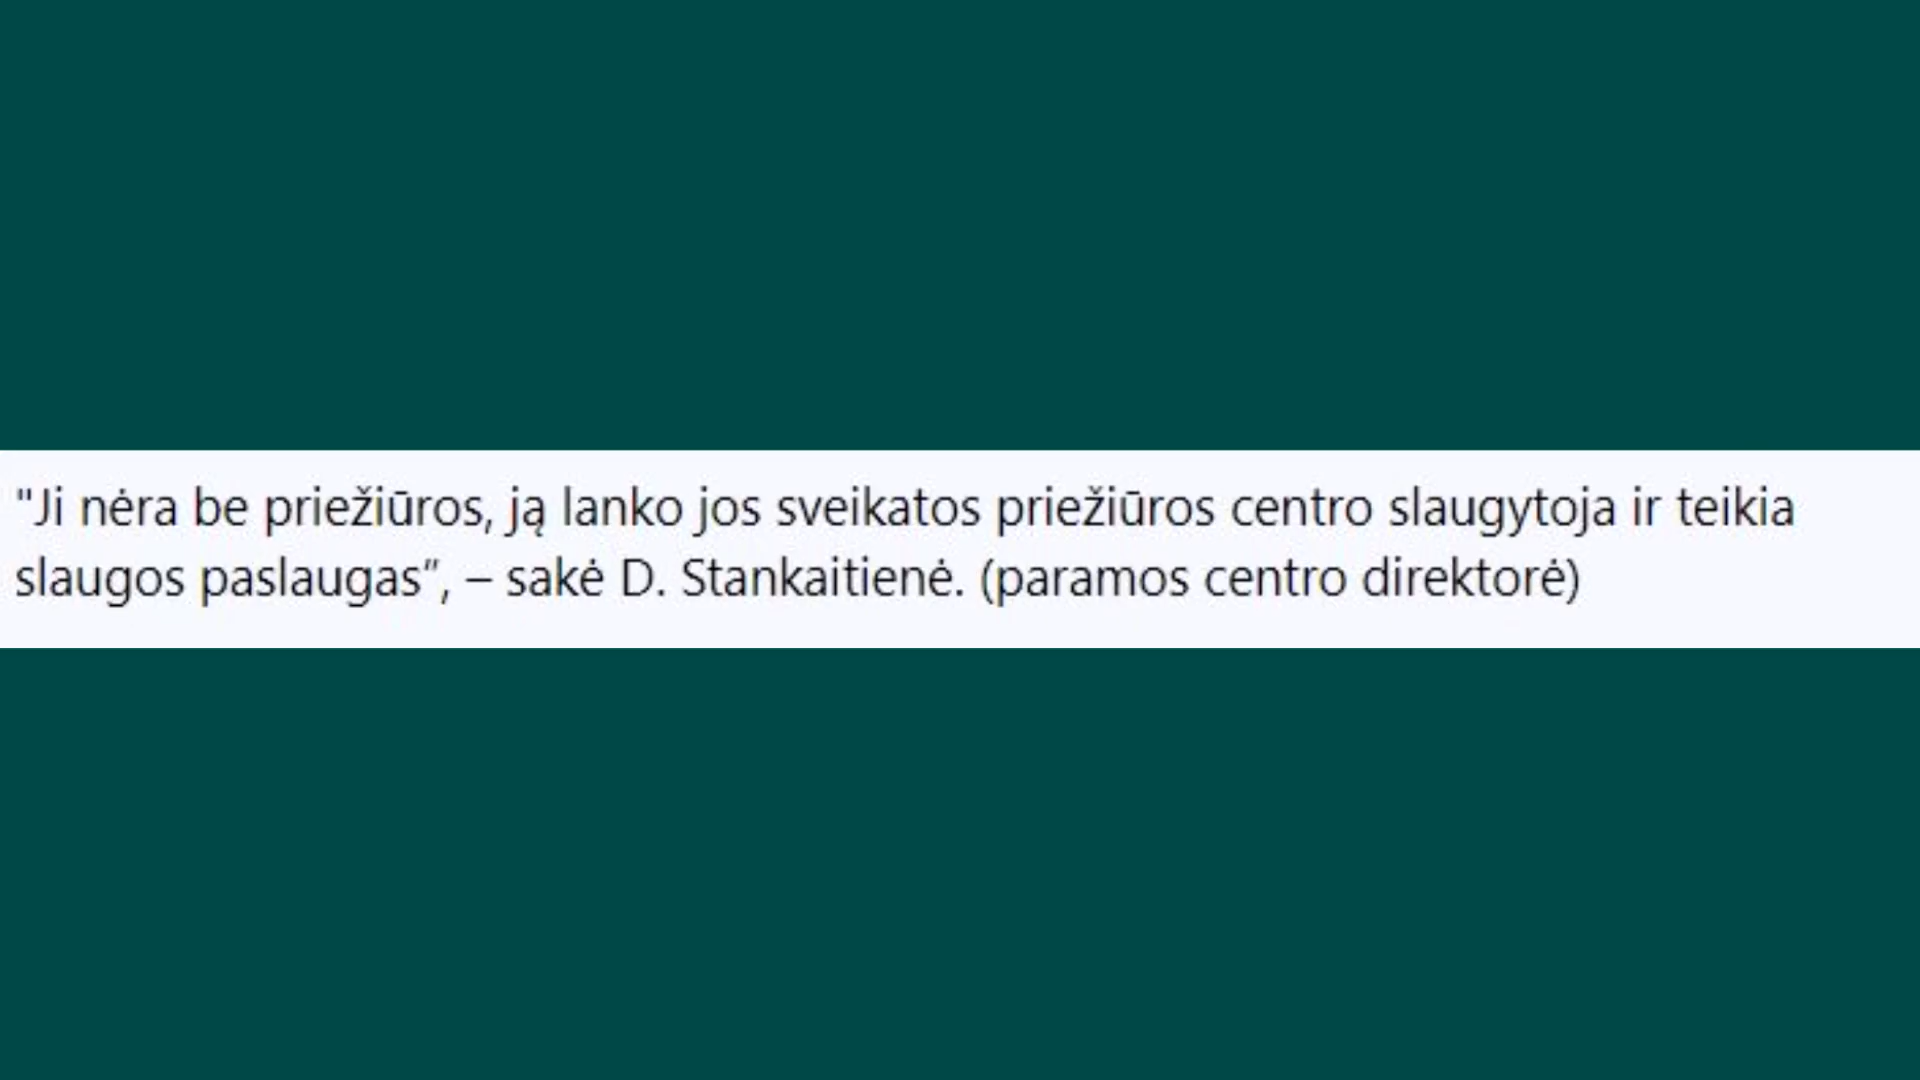 "Ji nėra be priežiūros, ją lanko jos sveikatos priežiūros centro slaugytoja ir teikia
slaugos paslaugas”, – sakė D. Stankaitienė. (paramos centro direktorė)